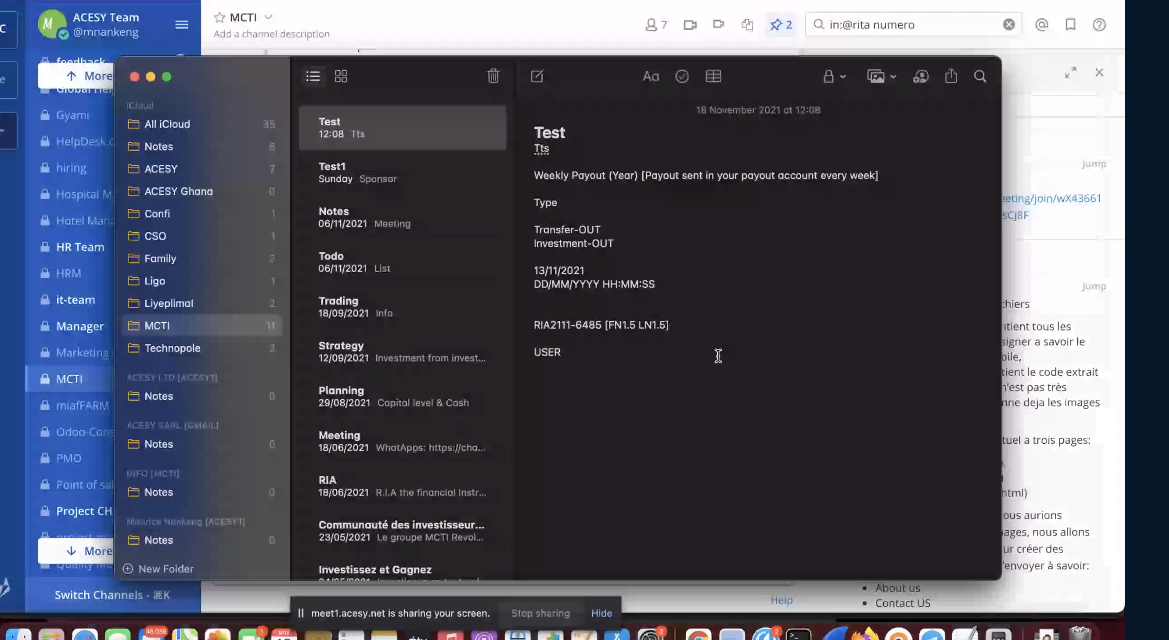 ACESY Team
@mnankeng
feedback
More
Gyami
HelpDesk
hiring
Hospital M
Hotel Mana
HR Team
HRM
it-team
Manager
Marketing
MCTI
miafFARM
Odoo-Cons
PMO
Point of sal
Project CH
More
Switch Channels - ⌘K
MCTI
Add a channel description
7
2
in:@rita numero
iCloud
All iCloud 35
Notes 8
ACESY 7
ACESY Ghana 0
Confi 1
CSO 1
Family 2
Ligo 1
Liyeplimal 2
MCTI 11
Technopole 3
ACESY LTD [ACESY1]
Notes 0
ACESY SARL [GMAIL]
Notes 0
INFO [MCTI]
Notes 0
Maurice Nankeng [ACESY1]
Notes 0
New Folder
Test
12:08 Tts
Test1
Sunday Sponsor
Notes
06/11/2021 Meeting
Todo
06/11/2021 List
Trading
18/09/2021 Info
Strategy
12/09/2021 Investment from invest...
Planning
29/08/2021 Capital level & Cash
Meeting
18/06/2021 WhatApps: https://cha...
RIA
18/06/2021 R.I.A the financial Instr...
Communauté des investisseur...
23/05/2021 Le groupe MCTI Revol...
Investissez et Gagnez
Aa
18 November 2021 at 12:08
Test
Tts
Weekly Payout (Year) [Payout sent in your payout account every week]
Type
Transfer-OUT
Investment-OUT
13/11/2021
DD/MM/YYYY HH:MM:SS
RIA2111-6485 [FN1.5 LN1.5]
USER
Jump
eeting/join/wX43661
sCj8F
Jump
chiers
ntient tous les
signer a savoir le
bile,
tient le code extrait
n'est pas très
nne deja les images
tuel a trois pages:
html)
ous aurions
ages, nous allons
ur créer des
'envoyer à savoir:
About us
Contact US
Help
meet1.acesy.net is sharing your screen.
Stop sharing
Hide